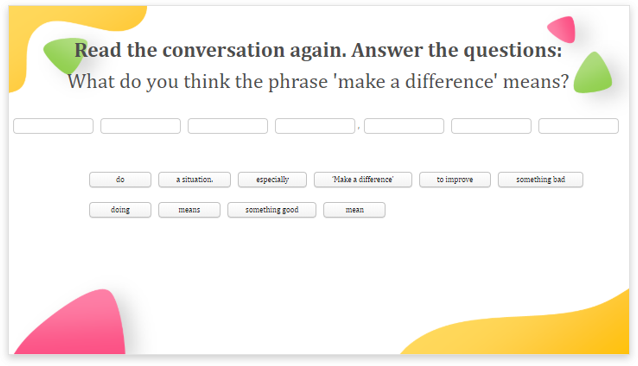 Read the conversation again. Answer the questions:
What do you think the phrase 'make a difference' means?
,
do a situation. especially 'Make a difference' to improve something bad
doing means something good mean